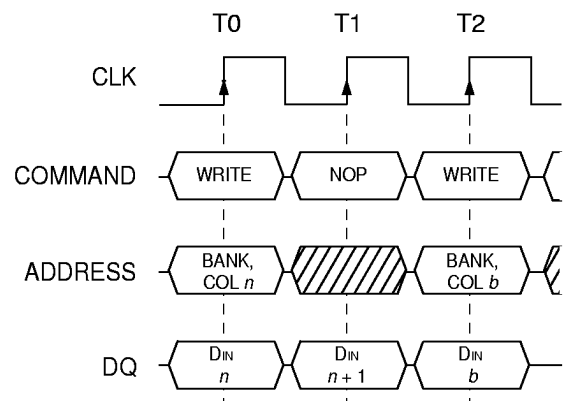 T0 T1 T2
CLK
COMMAND WRITE NOP WRITE
ADDRESS BANK, COL n BANK, COL b
DQ DIN n DIN n + 1 DIN b